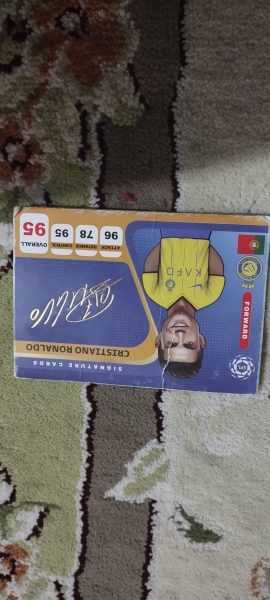 SIGNATURE CARDS
CRISTIANO RONALDO
FORWARD
KAFD
96 78 95 95
ATTACK DEFENCE CONTROL OVERALL